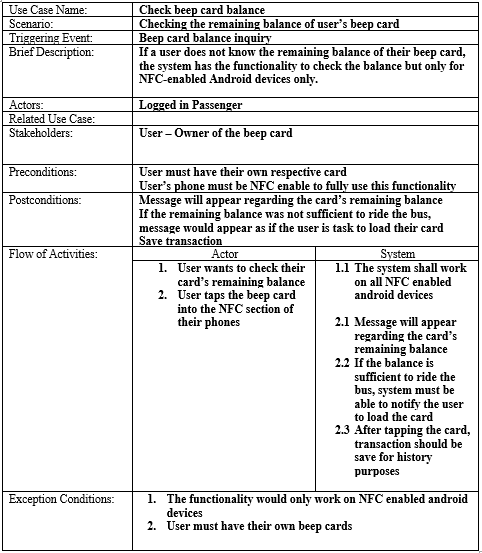 Use Case Name: Check beep card balance
Scenario: Checking the remaining balance of user's beep card
Triggering Event: Beep card balance inquiry
Brief Description: If a user does not know the remaining balance of their beep card,
the system has the functionality to check the balance but only for
NFC-enabled Android devices only.
Actors: Logged in Passenger
Related Use Case:
Stakeholders: User – Owner of the beep card
Preconditions: User must have their own respective card
User's phone must be NFC enable to fully use this functionality
Postconditions: Message will appear regarding the card's remaining balance
If the remaining balance was not sufficient to ride the bus,
message would appear as if the user is task to load their card
Save transaction
Flow of Activities: Actor System
1. User wants to check their
card's remaining balance
2. User taps the beep card
into the NFC section of
their phones
1.1 The system shall work
on all NFC enabled
android devices
2.1 Message will appear
regarding the card's
remaining balance
2.2 If the balance is
sufficient to ride the
bus, system must be
able to notify the user
to load the card
2.3 After tapping the card,
transaction should be
save for history
purposes
Exception Conditions: 1. The functionality would only work on NFC enabled android
devices
2. User must have their own beep cards